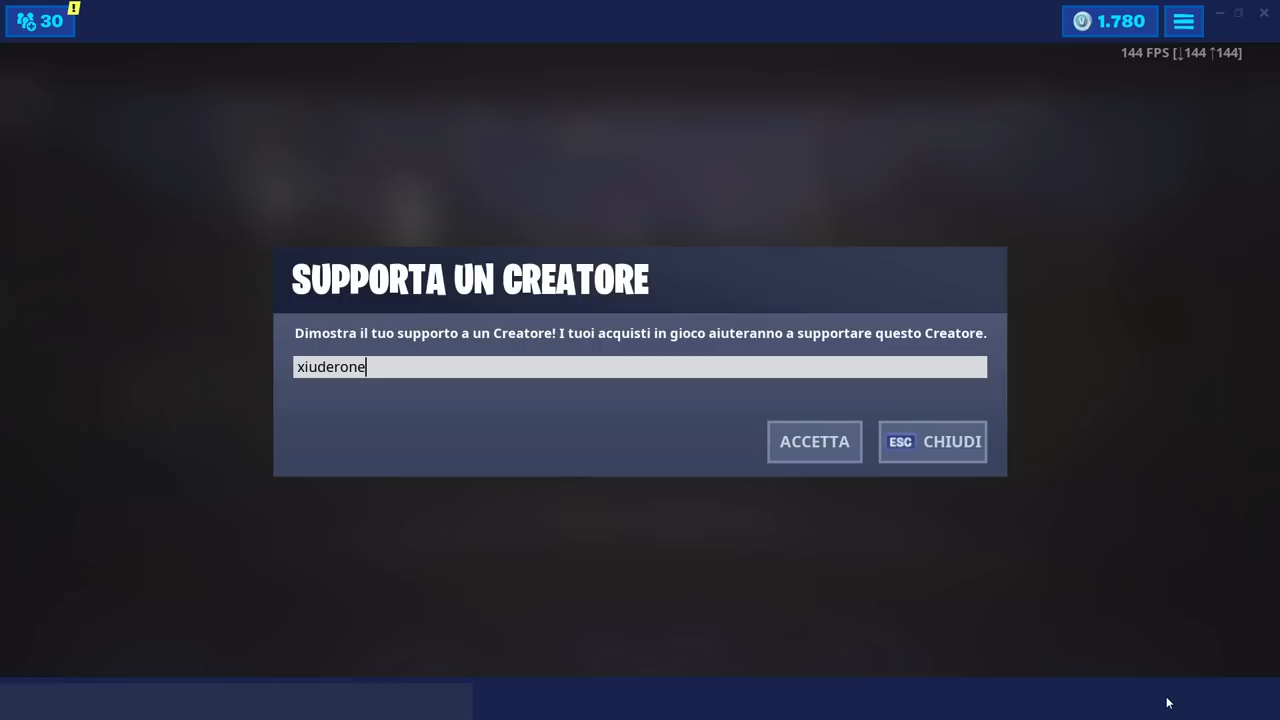 30
!
1.780
144 FPS [↓144 ↑144]
SUPPORTA UN CREATORE
Dimostra il tuo supporto a un Creatore! I tuoi acquisti in gioco aiuteranno a supportare questo Creatore.
xiuderone
ACCETTA
ESC CHIUDI